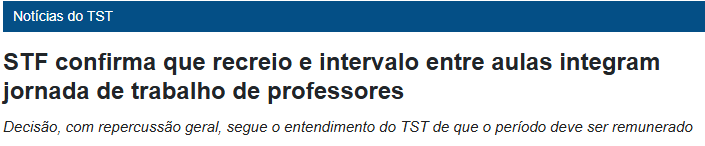 Notícias do TST
STF confirma que recreio e intervalo entre aulas integram
jornada de trabalho de professores
Decisão, com repercussão geral, segue o entendimento do TST de que o período deve ser remunerado